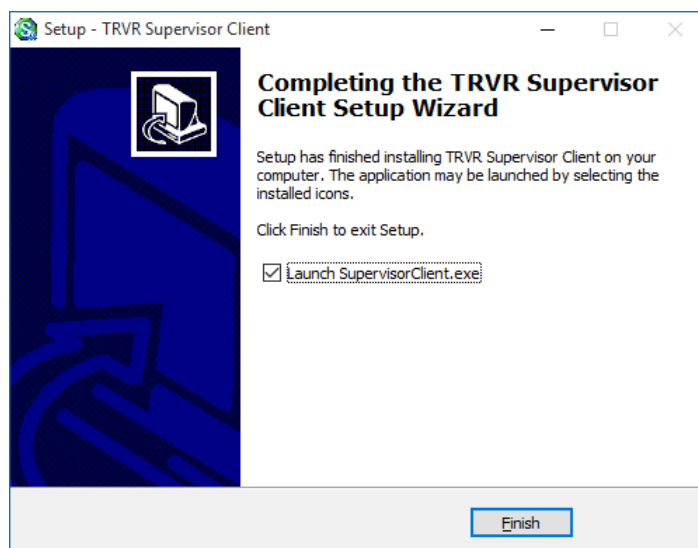 Setup - TRVR Supervisor Client
Completing the TRVR Supervisor
Client Setup Wizard
Setup has finished installing TRVR Supervisor Client on your
computer. The application may be launched by selecting the
installed icons.
Click Finish to exit Setup.
Launch SupervisorClient.exe
Finish